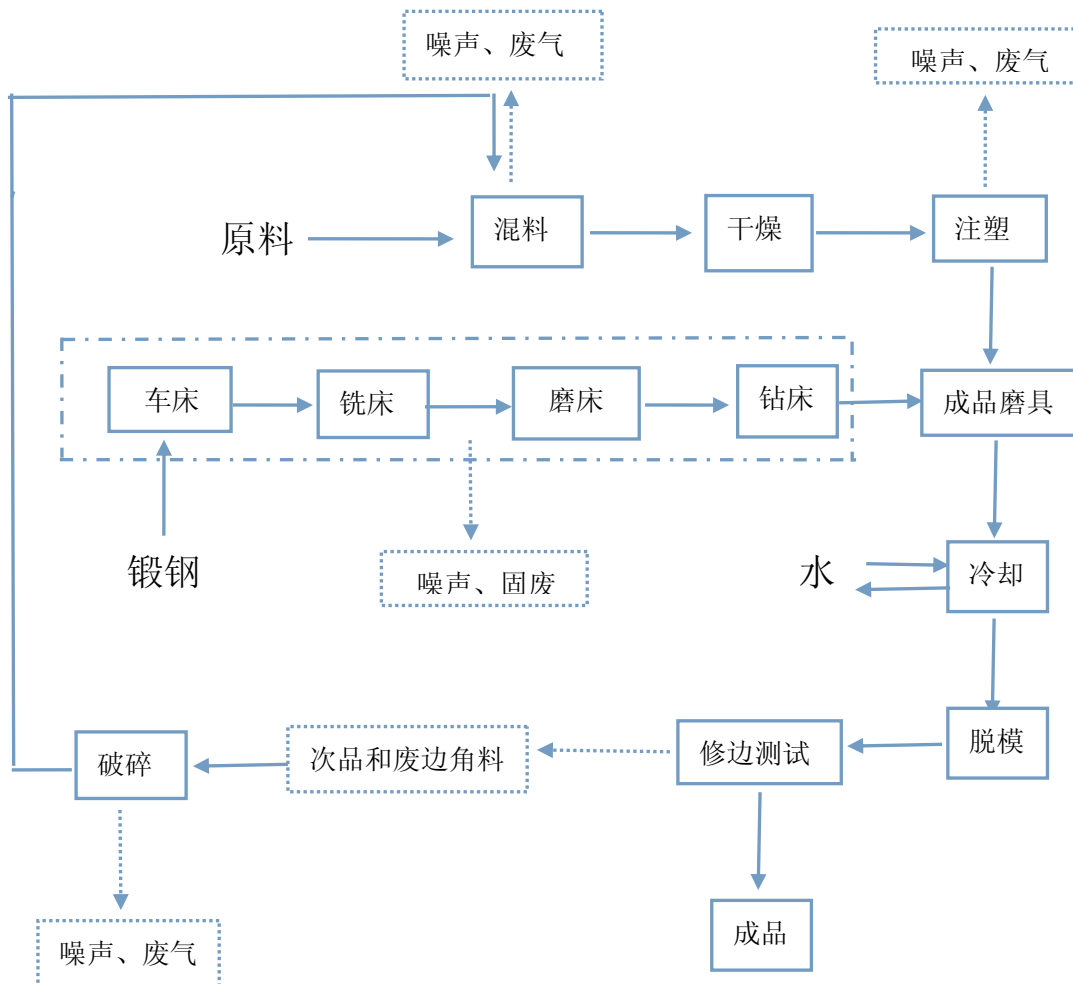 噪声、废气
噪声、废气
原料
混料
干燥
注塑
车床
铣床
磨床
钻床
成品磨具
锻钢
噪声、固废
水
冷却
破碎
次品和废边角料
修边测试
脱模
噪声、废气
成品